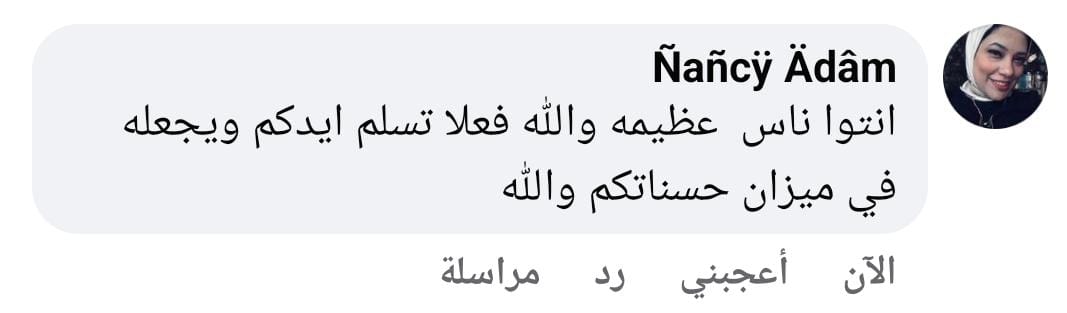 Ñañcÿ Ädâm
انتوا ناس عظيمه والله فعلا تسلم ايدكم ويجعله
في ميزان حسناتكم والله
الآن أعجبني رد مراسلة